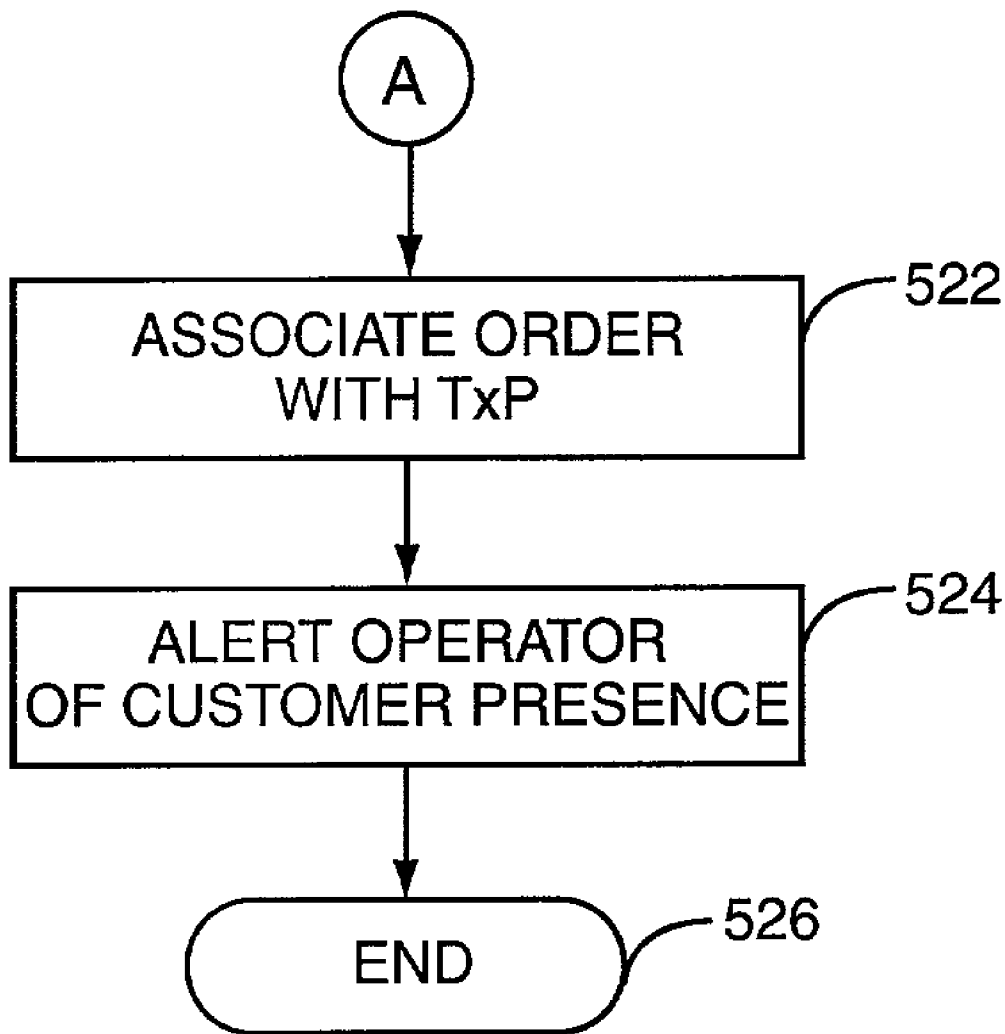 A
522
ASSOCIATE ORDER
WITH TxP
524
ALERT OPERATOR
OF CUSTOMER PRESENCE
526
END